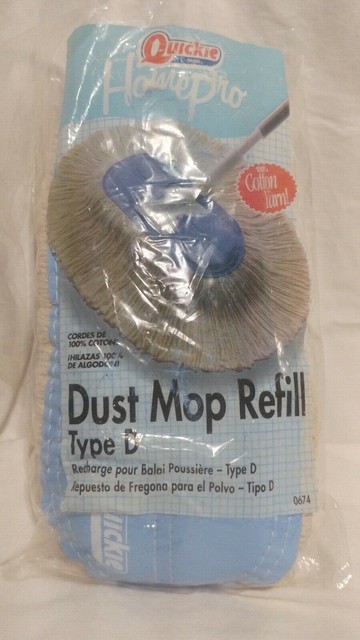 Quickie
HomePro
100%
Cotton
Yarn!
CORDES DE
100% COTON
¡HILAZAS 100%
DE ALGODON!
Dust Mop Refill
Type D
Recharge pour Balai Poussière – Type D
Repuesto de Fregona para el Polvo – Tipo D
0674
Quickie